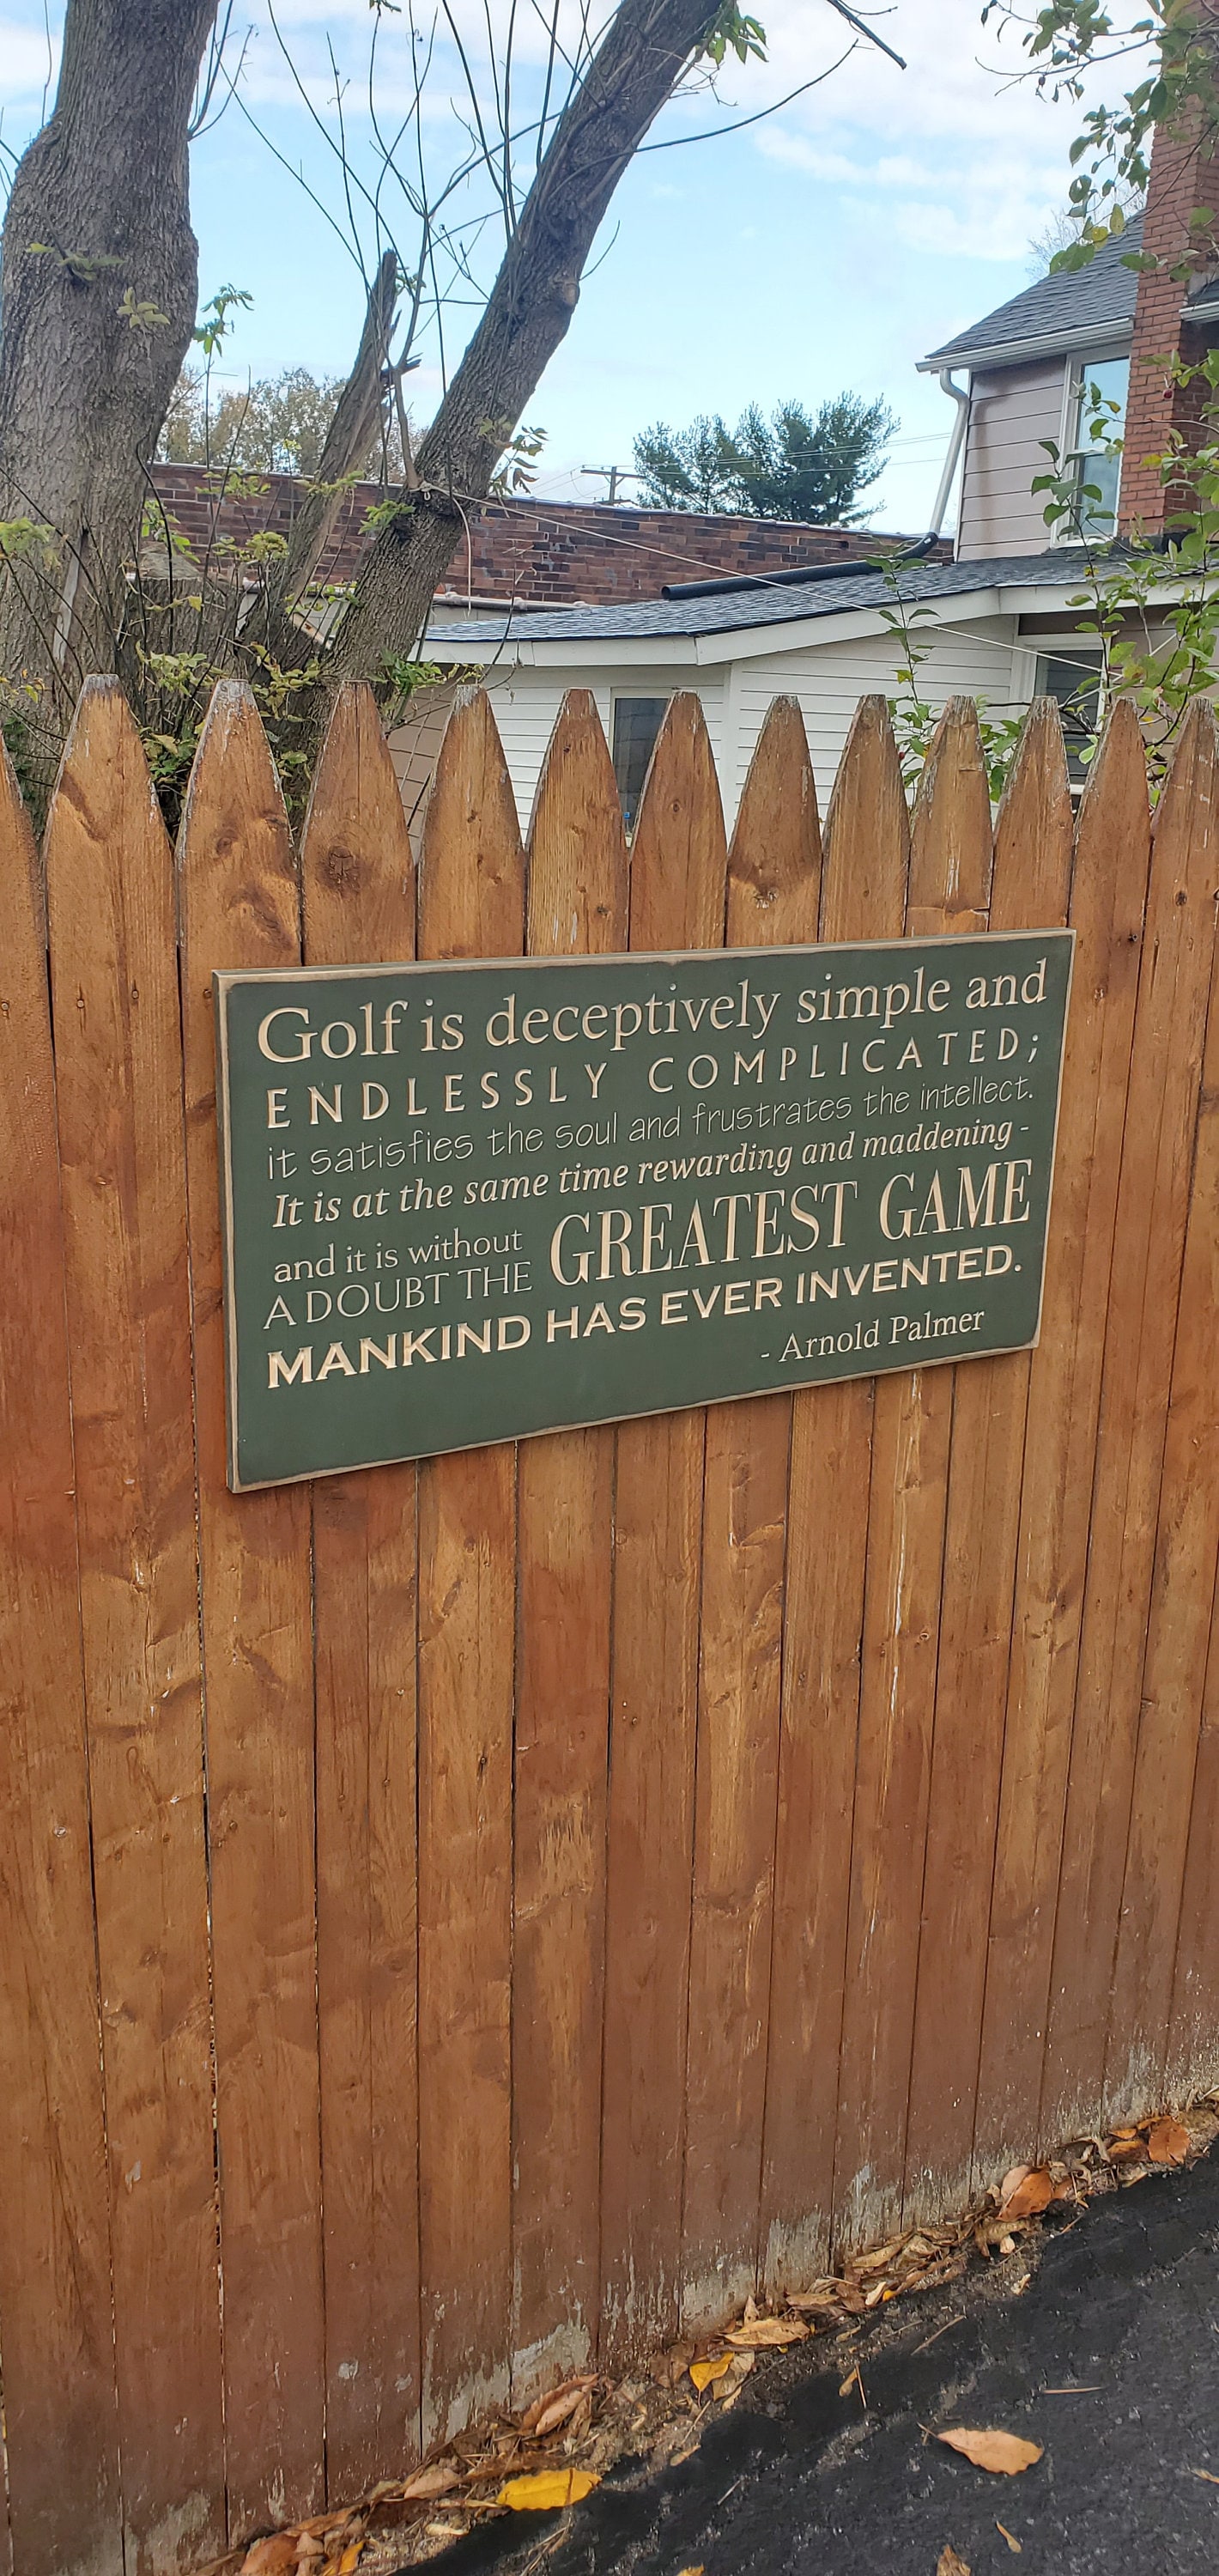 Golf is deceptively simple and
ENDLESSLY COMPLICATED;
it satisfies the soul and frustrates the intellect.
It is at the same time rewarding and maddening -
and it is without
A DOUBT THE GREATEST GAME
MANKIND HAS EVER INVENTED.
- Arnold Palmer